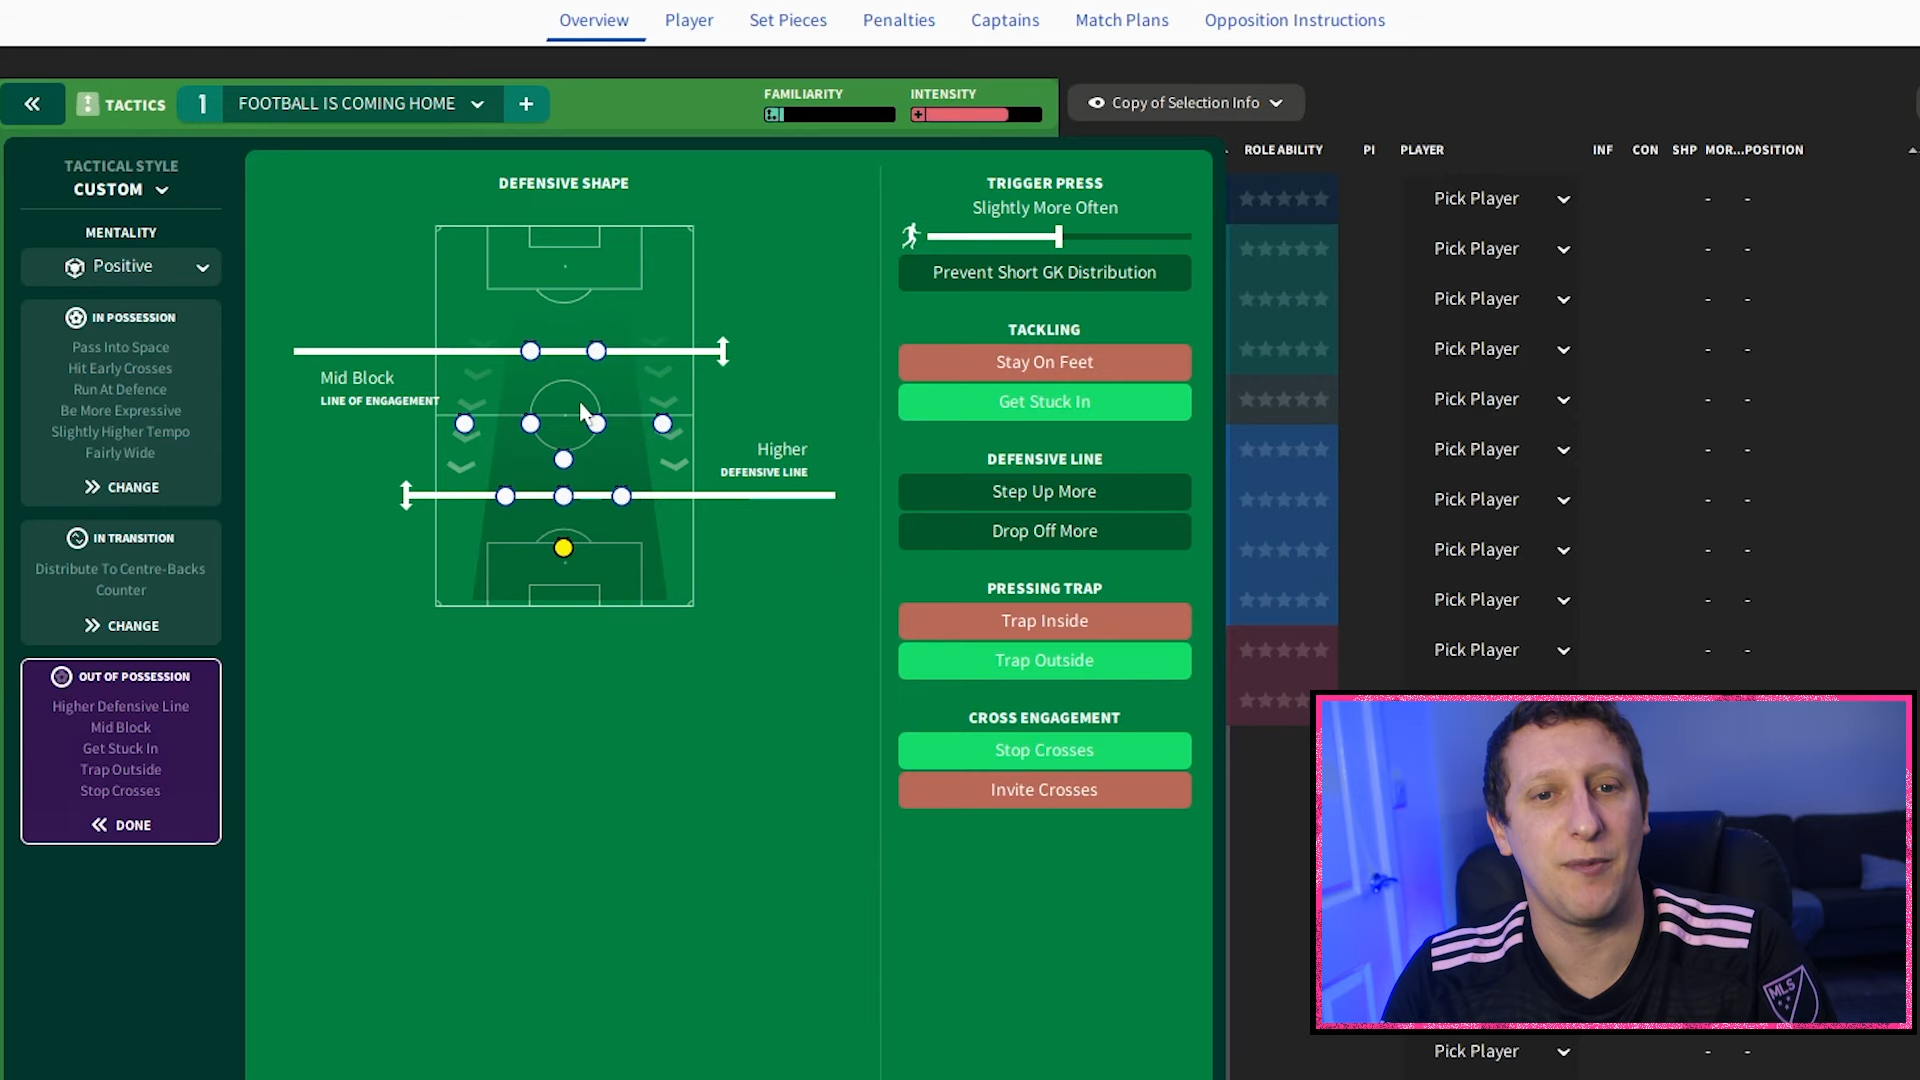 Overview
Player
Set Pieces
Penalties
Captains
Match Plans
Opposition Instructions
TACTICS
1
FOOTBALL IS COMING HOME
+
FAMILIARITY
INTENSITY
Copy of Selection Info
TACTICAL STYLE
CUSTOM
MENTALITY
Positive
IN POSSESSION
Pass Into Space
Hit Early Crosses
Run At Defence
Be More Expressive
Slightly Higher Tempo
Fairly Wide
CHANGE
IN TRANSITION
Distribute To Centre-Backs
Counter
CHANGE
OUT OF POSSESSION
Higher Defensive Line
Mid Block
Get Stuck In
Trap Outside
Stop Crosses
DONE
DEFENSIVE SHAPE
Mid Block
LINE OF ENGAGEMENT
Higher
DEFENSIVE LINE
TRIGGER PRESS
Slightly More Often
Prevent Short GK Distribution
TACKLING
Stay On Feet
Get Stuck In
DEFENSIVE LINE
Step Up More
Drop Off More
PRESSING TRAP
Trap Inside
Trap Outside
CROSS ENGAGEMENT
Stop Crosses
Invite Crosses
ROLE ABILITY PI PLAYER INF CON SHP MOR... POSITION
Pick Player - -
Pick Player - -
Pick Player - -
Pick Player - -
Pick Player - -
Pick Player - -
Pick Player - -
Pick Player - -
Pick Player - -
Pick Player - -
MLS
Pick Player - -